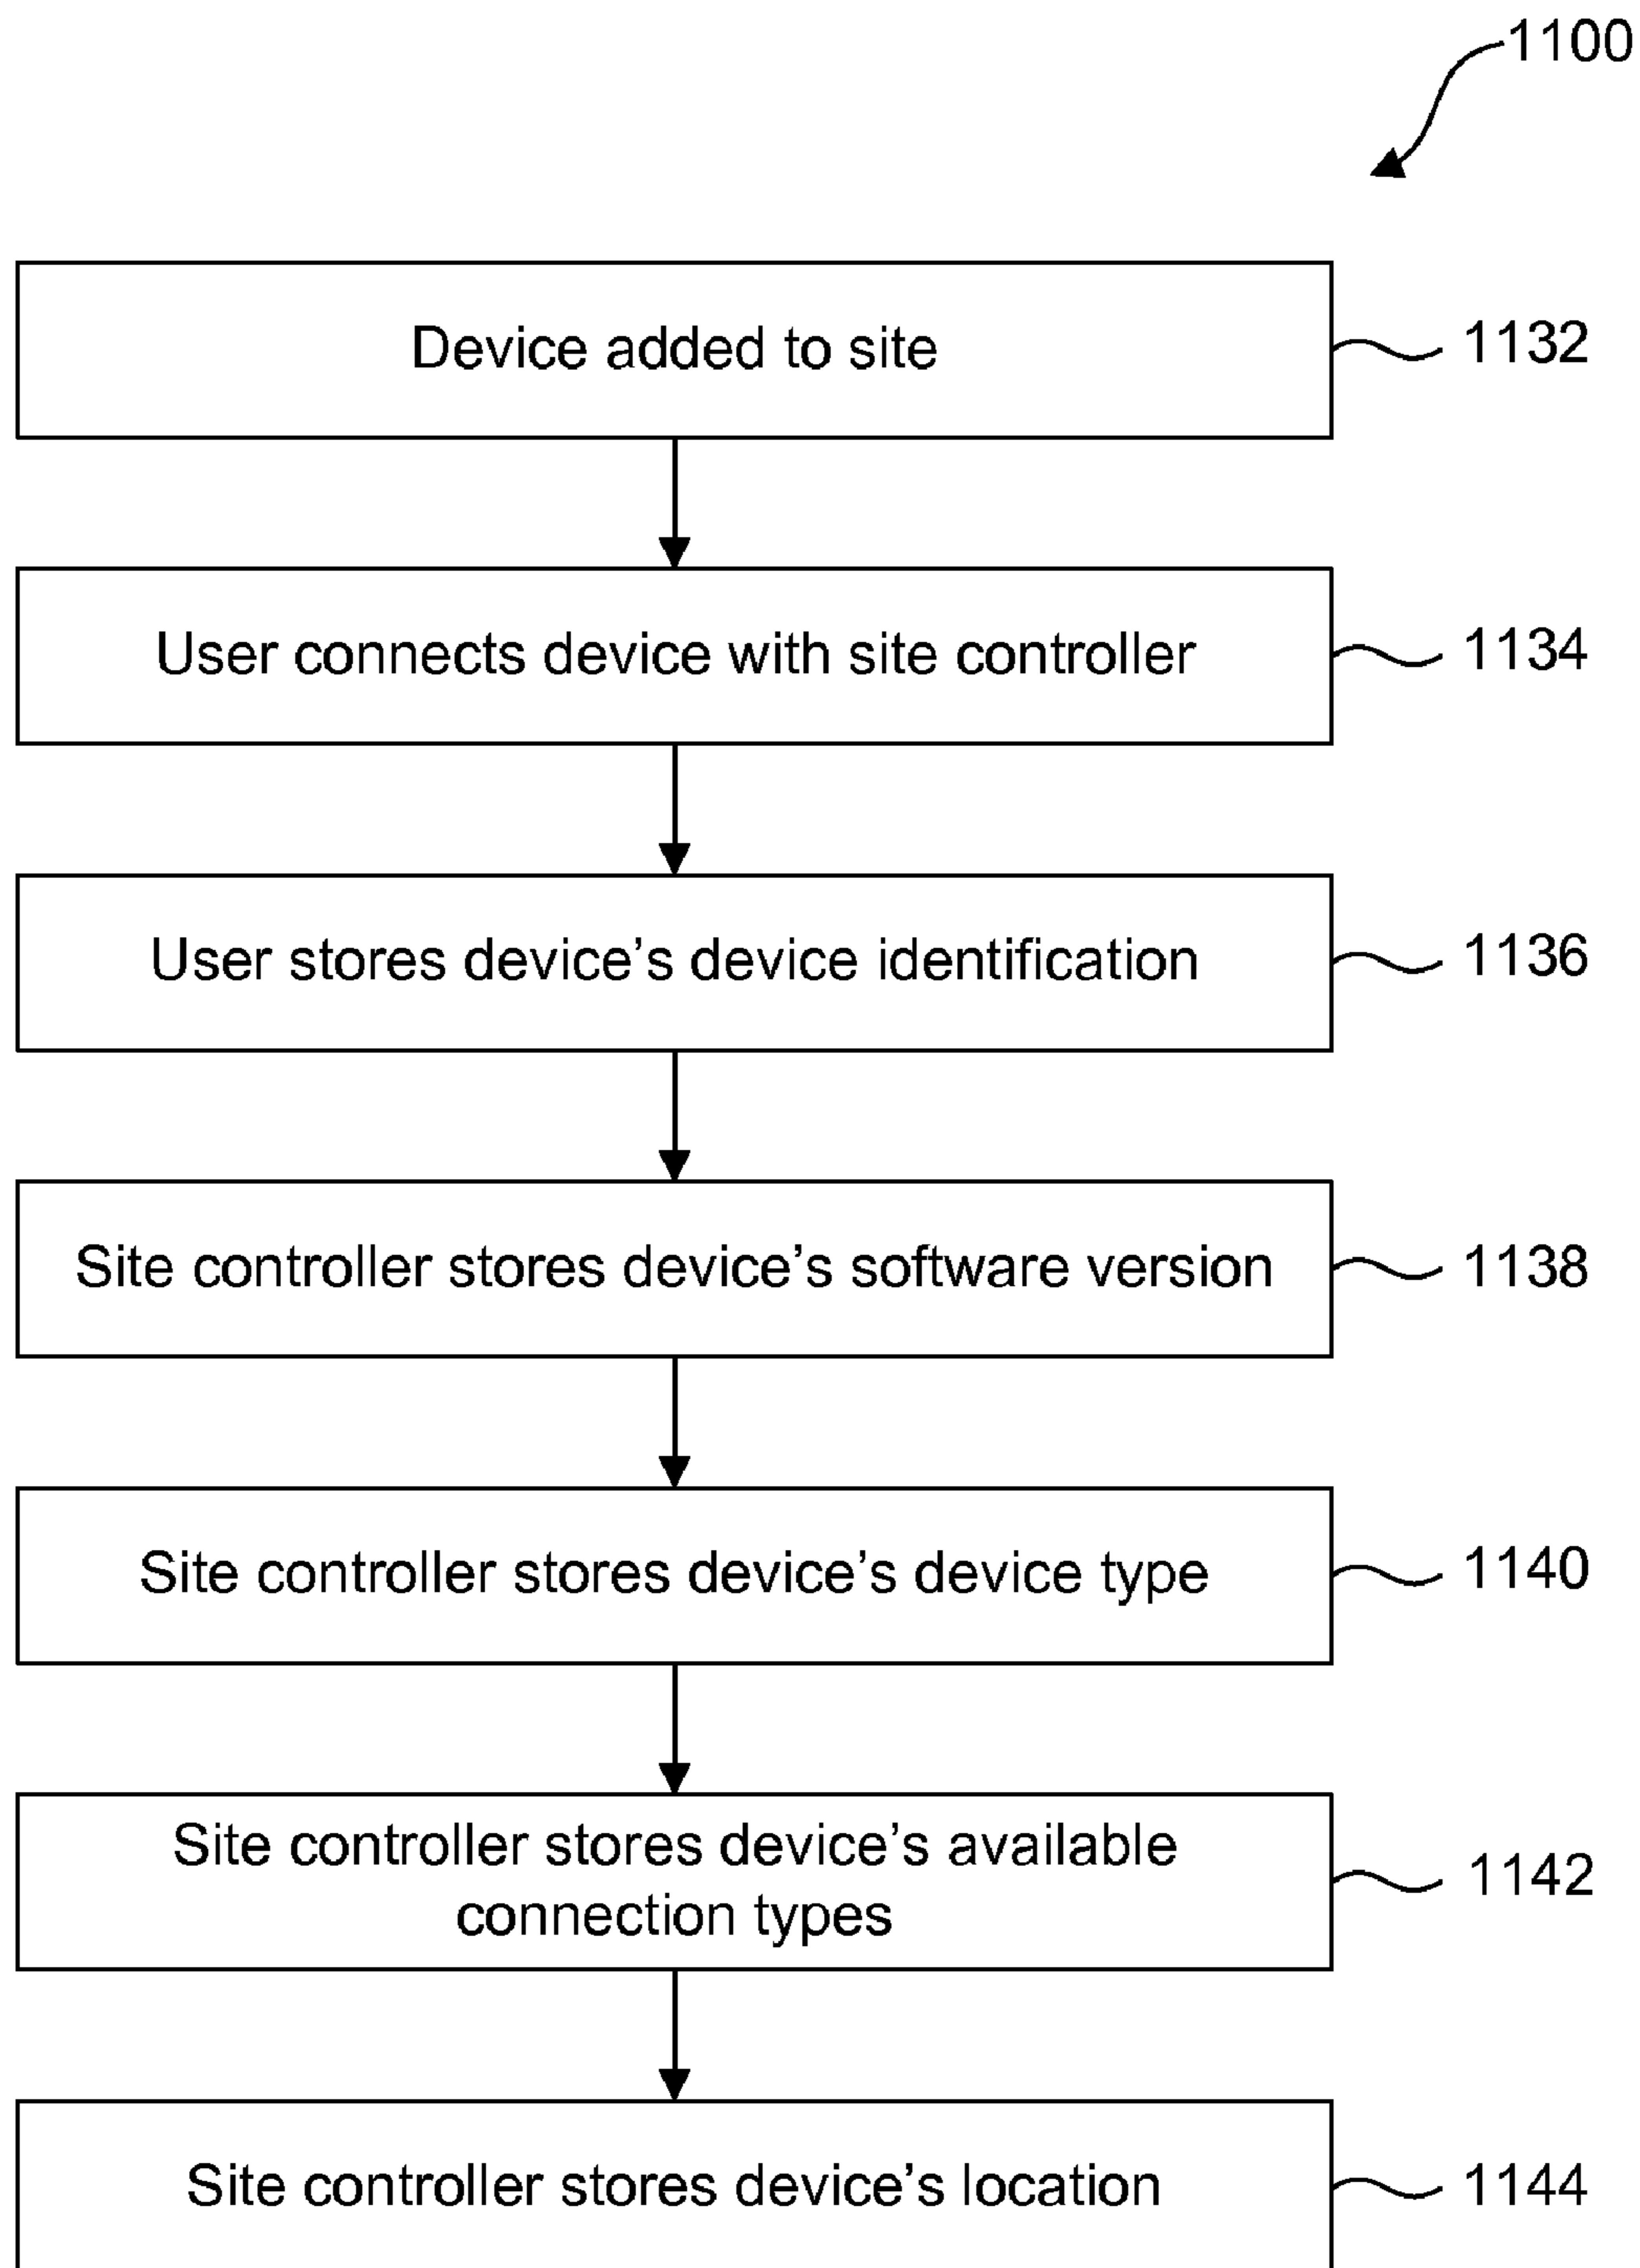 1100
Device added to site
1132
User connects device with site controller
1134
User stores device’s device identification
1136
Site controller stores device’s software version
1138
Site controller stores device’s device type
1140
Site controller stores device’s available
connection types
1142
Site controller stores device’s location
1144